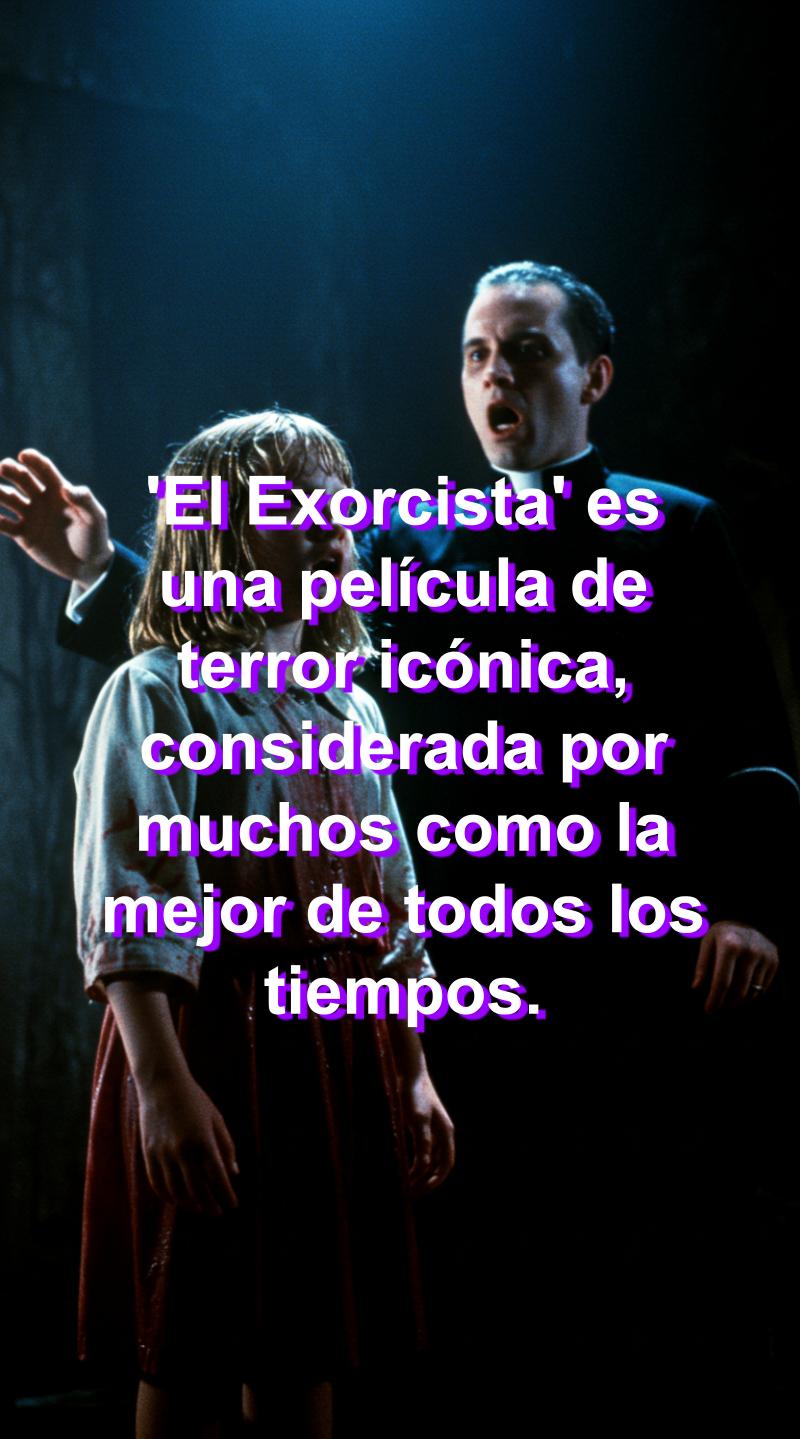 'El Exorcista' es
una película de
terror icónica,
considerada por
muchos como la
mejor de todos los
tiempos.